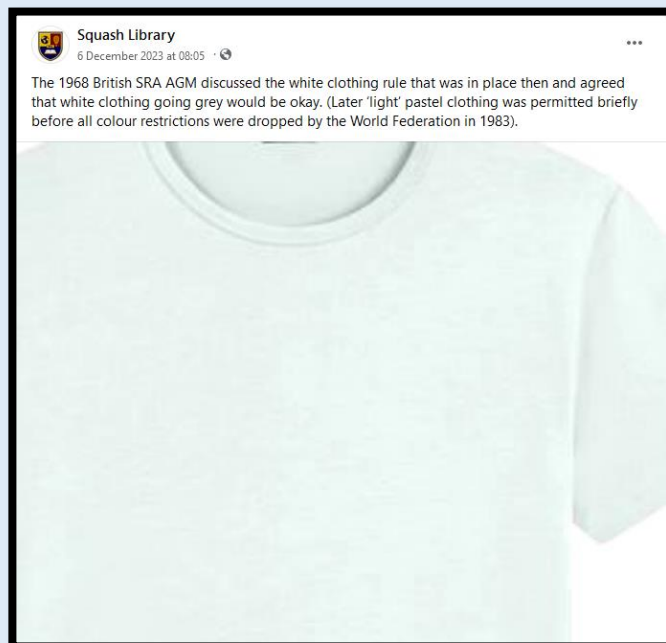 Squash Library
6 December 2023 at 08:05 ·
The 1968 British SRA AGM discussed the white clothing rule that was in place then and agreed
that white clothing going grey would be okay. (Later ‘light’ pastel clothing was permitted briefly
before all colour restrictions were dropped by the World Federation in 1983).